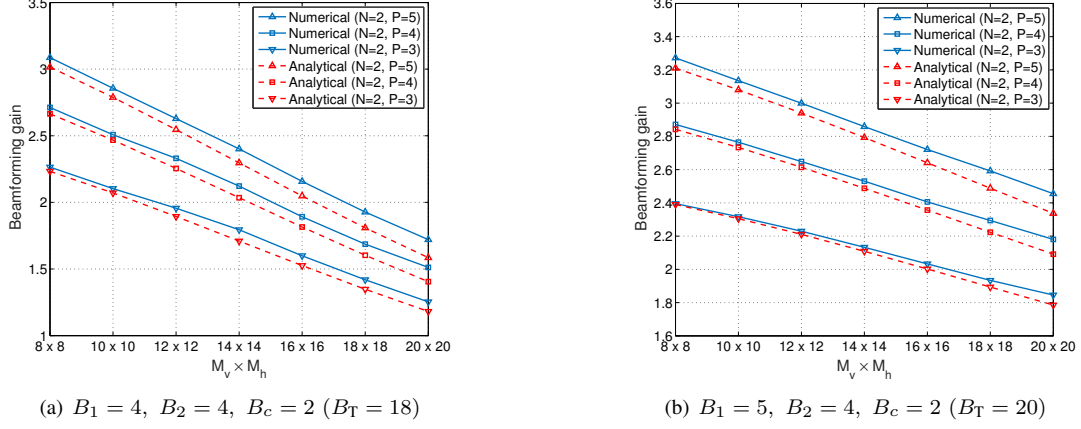 3.5
3
2.5
2
1.5
1
Beamforming gain
Numerical (N=2, P=5)
Numerical (N=2, P=4)
Numerical (N=2, P=3)
Analytical (N=2, P=5)
Analytical (N=2, P=4)
Analytical (N=2, P=3)
8 x 8 10 x 10 12 x 12 14 x 14 16 x 16 18 x 18 20 x 20
M_v × M_h
(a) B_1 = 4, B_2 = 4, B_c = 2 (B_T = 18)
3.6
3.4
3.2
3
2.8
2.6
2.4
2.2
2
1.8
1.6
Beamforming gain
Numerical (N=2, P=5)
Numerical (N=2, P=4)
Numerical (N=2, P=3)
Analytical (N=2, P=5)
Analytical (N=2, P=4)
Analytical (N=2, P=3)
8 x 8 10 x 10 12 x 12 14 x 14 16 x 16 18 x 18 20 x 20
M_v × M_h
(b) B_1 = 5, B_2 = 4, B_c = 2 (B_T = 20)